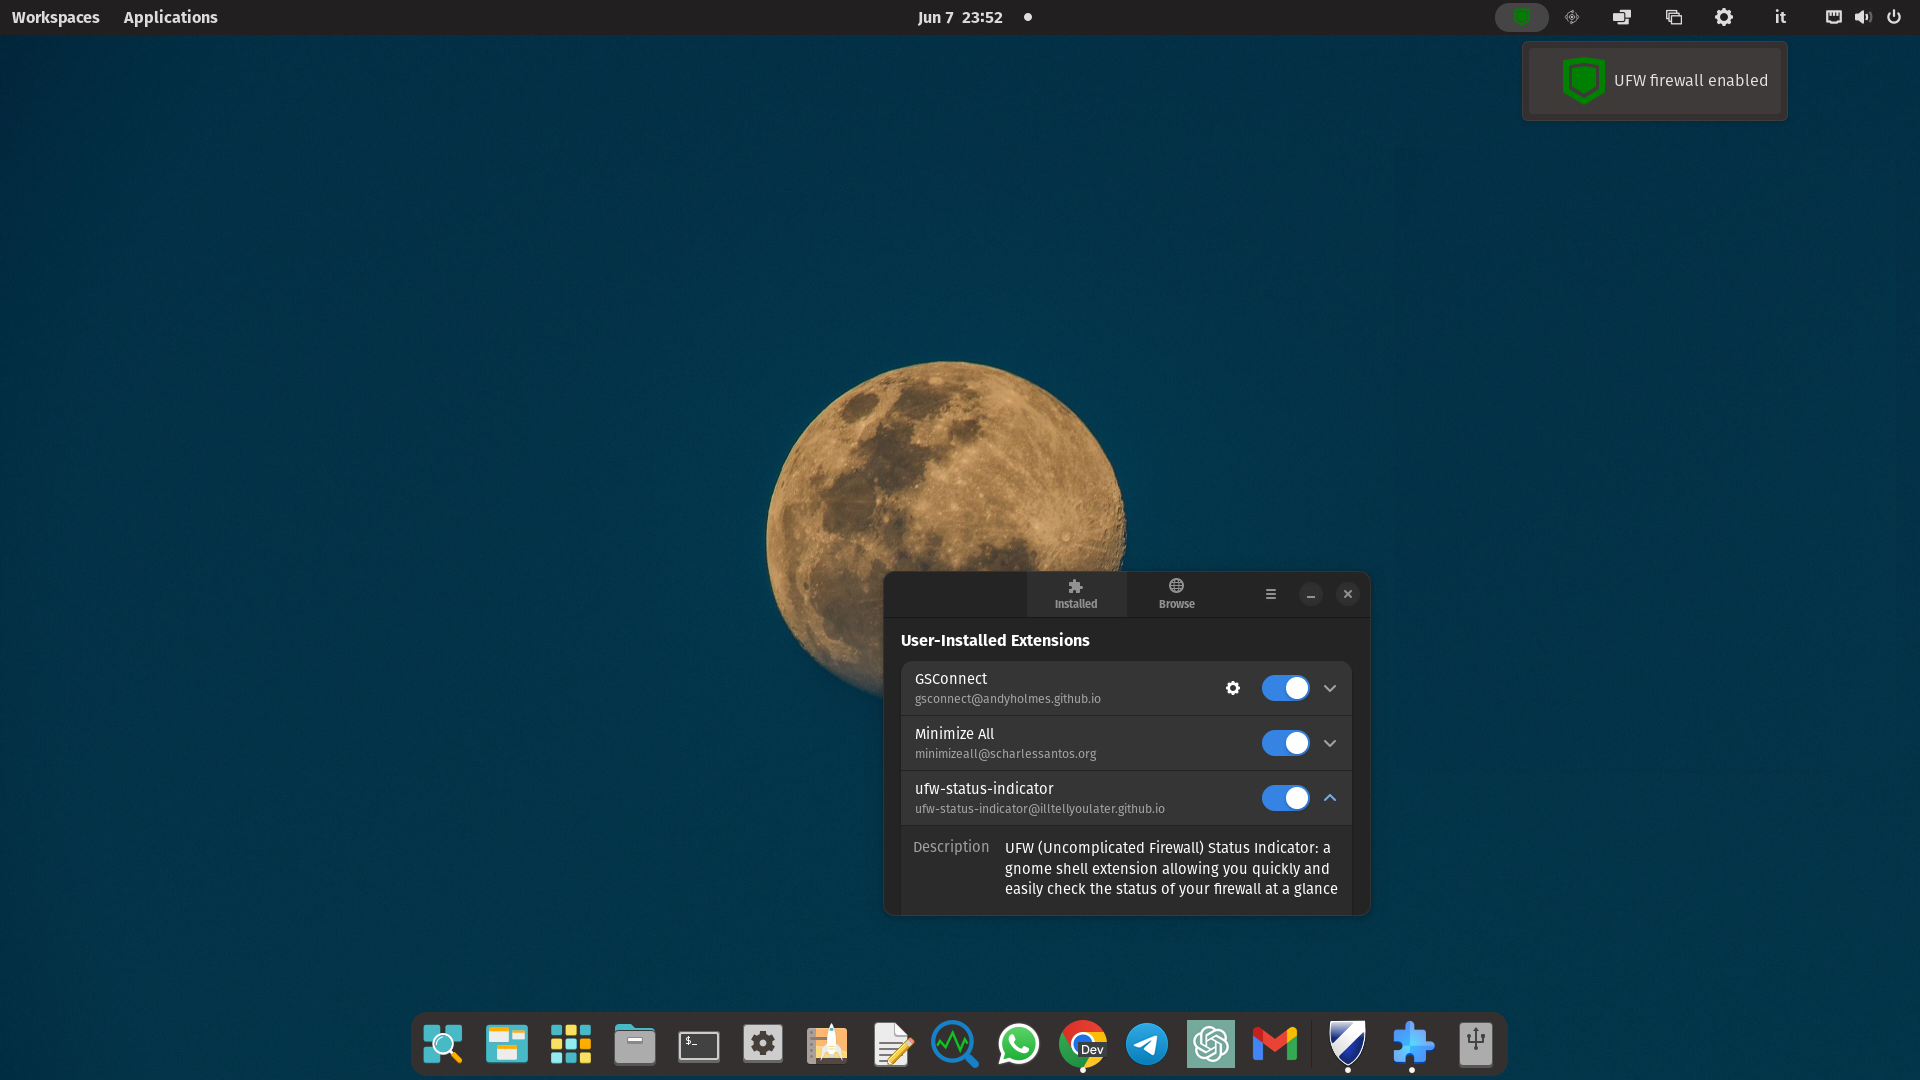 Workspaces Applications Jun 7 23:52 it
UFW firewall enabled
Installed Browse
User-Installed Extensions
GSConnect
gsconnect@andyholmes.github.io
Minimize All
minimizeall@scharlessantos.org
ufw-status-indicator
ufw-status-indicator@illtellyoulater.github.io
Description UFW (Uncomplicated Firewall) Status Indicator: a
gnome shell extension allowing you quickly and
easily check the status of your firewall at a glance
$_
Dev